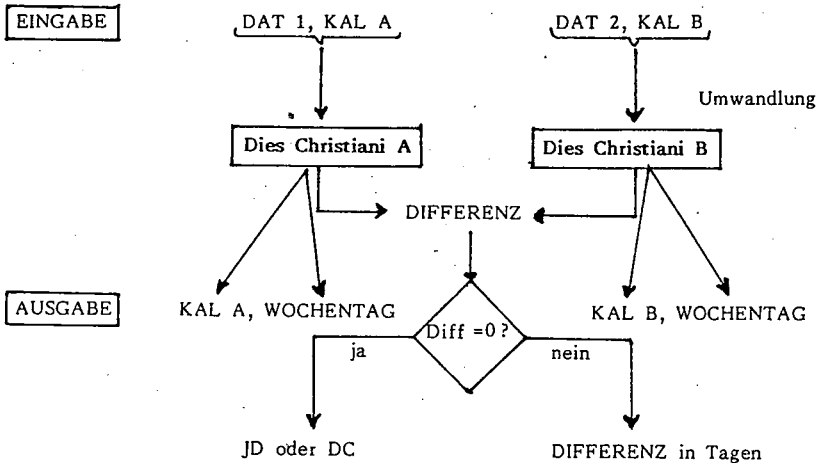 EINGABE DAT 1, KAL A DAT 2, KAL B
Umwandlung
Dies Christiani A Dies Christiani B
DIFFERENZ
AUSGABE KAL A, WOCHENTAG KAL B, WOCHENTAG
Diff =0 ?
ja nein
JD oder DC DIFFERENZ in Tagen